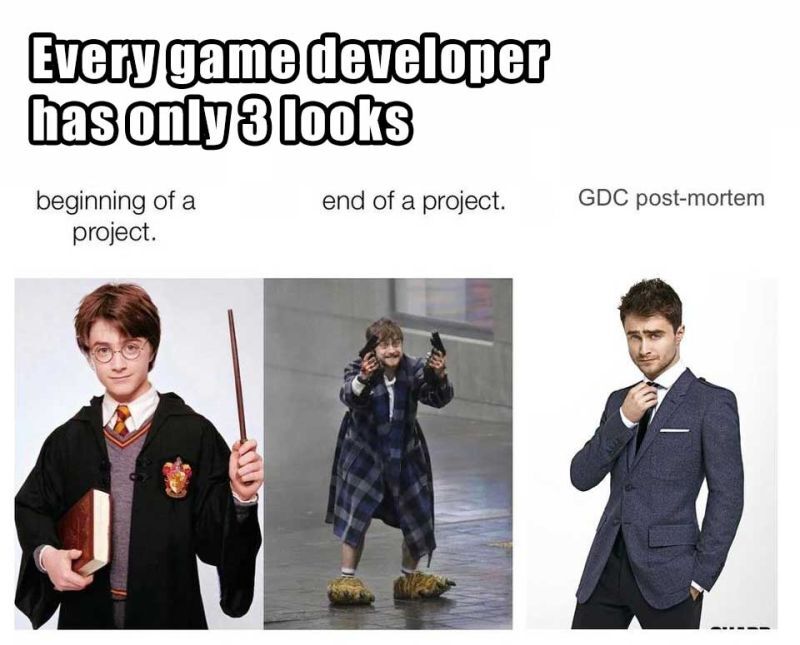 Every game developer
has only 3 looks
beginning of a
project.
end of a project.
GDC post-mortem